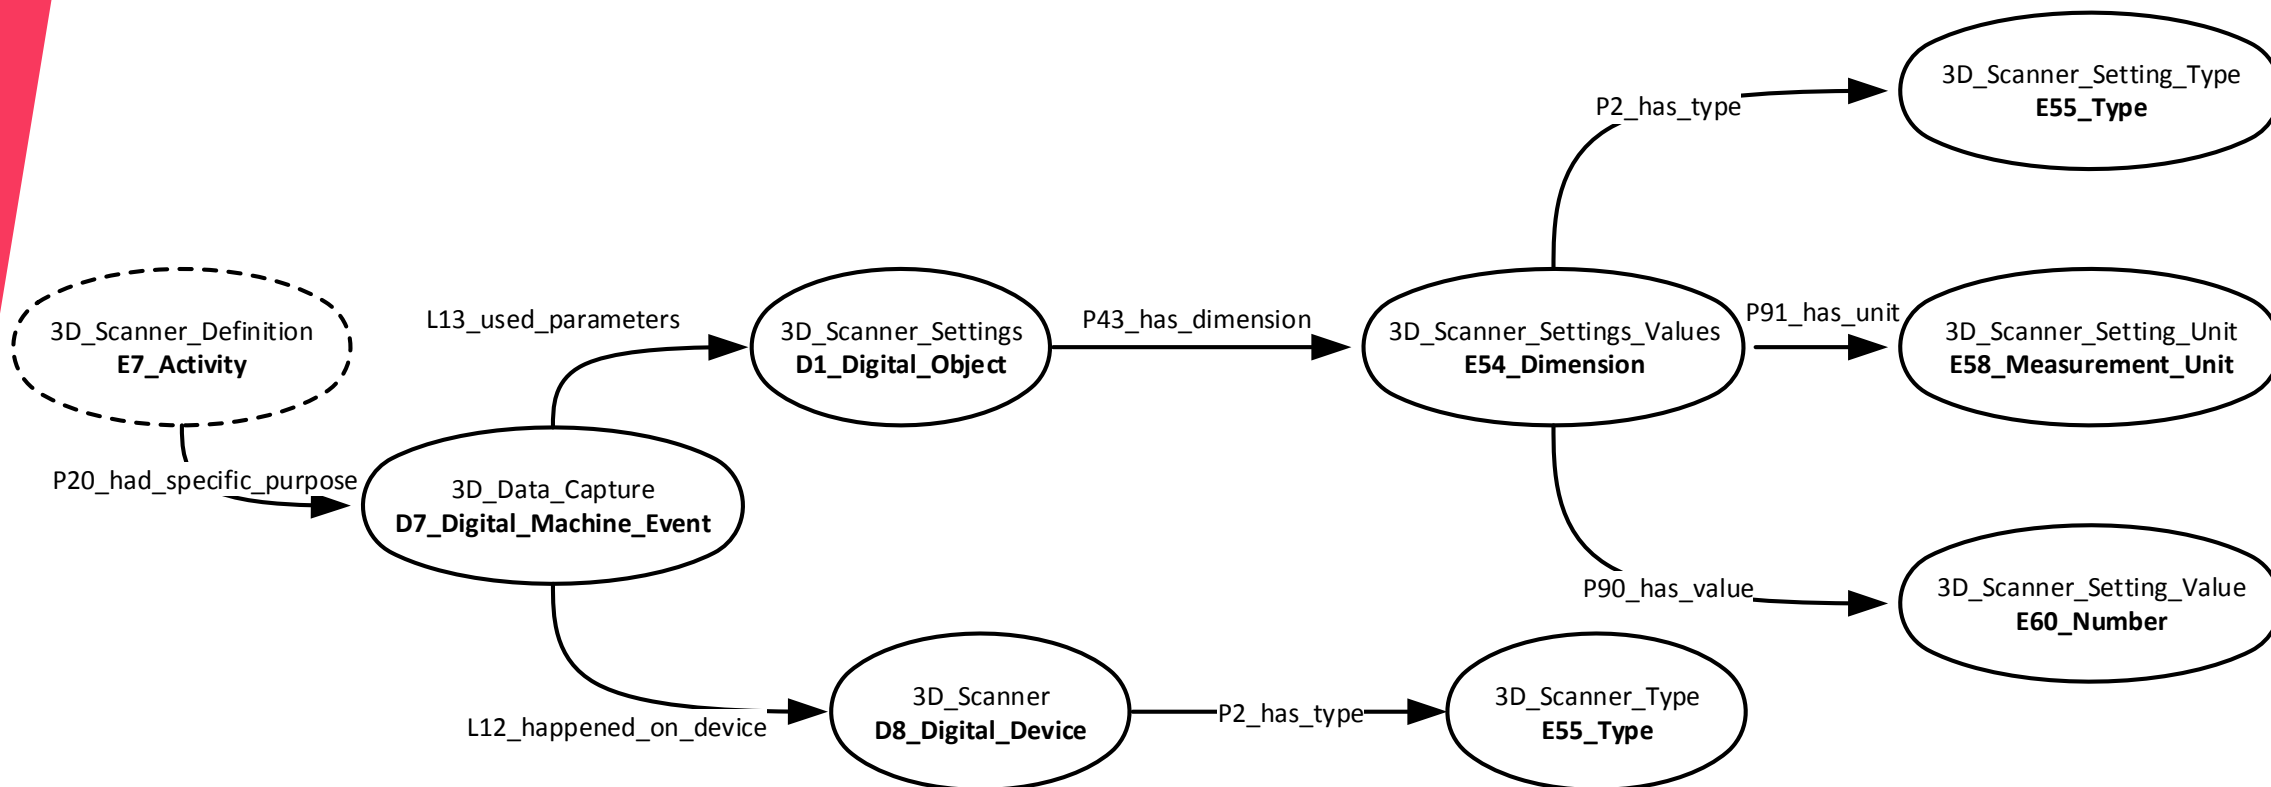 3D_Scanner_Setting_Type
E55_Type
P2_has_type
3D_Scanner_Definition
E7_Activity
L13_used_parameters
3D_Scanner_Settings
D1_Digital_Object
P43_has_dimension
3D_Scanner_Settings_Values
E54_Dimension
P91_has_unit
3D_Scanner_Setting_Unit
E58_Measurement_Unit
P20_had_specific_purpose
3D_Data_Capture
D7_Digital_Machine_Event
P90_has_value
3D_Scanner_Setting_Value
E60_Number
L12_happened_on_device
3D_Scanner
D8_Digital_Device
P2_has_type
3D_Scanner_Type
E55_Type